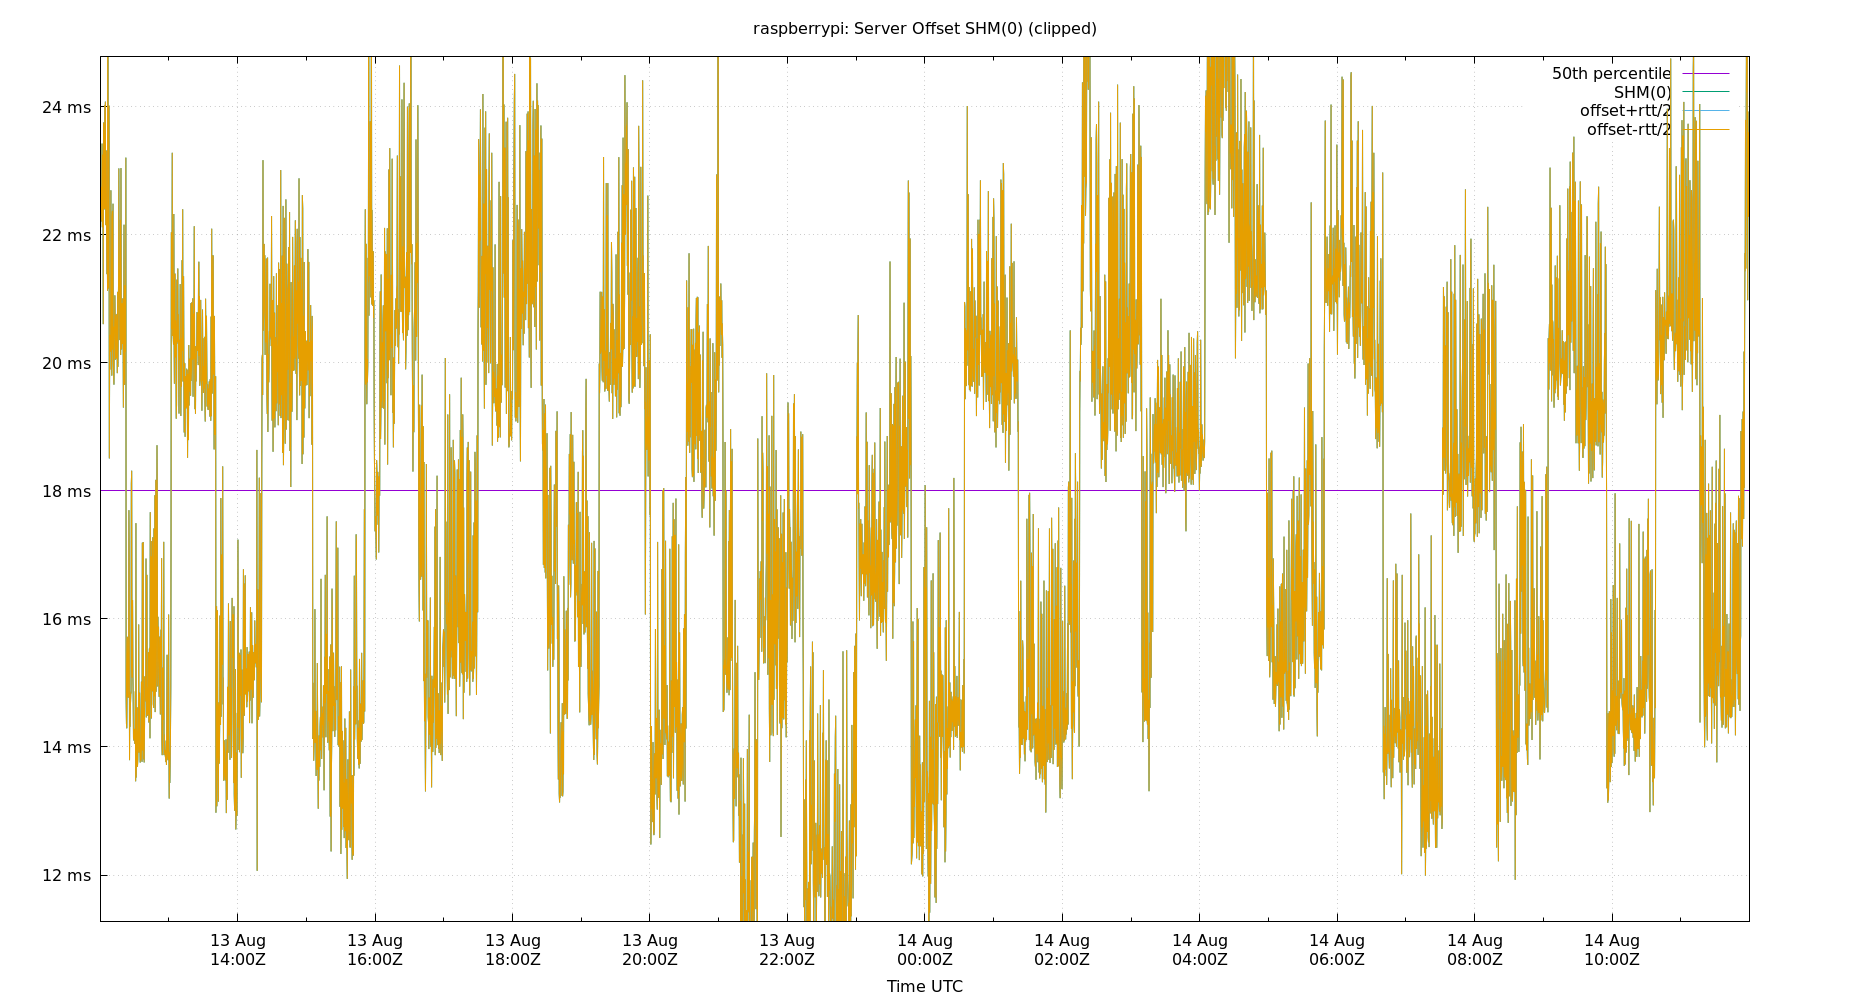 raspberrypi: Server Offset SHM(0) (clipped)
50th percentile
SHM(0)
offset+rtt/2
offset-rtt/2
24 ms
22 ms
20 ms
18 ms
16 ms
14 ms
12 ms
13 Aug 13 Aug 13 Aug 13 Aug 13 Aug 14 Aug 14 Aug 14 Aug 14 Aug 14 Aug 14 Aug
14:00Z 16:00Z 18:00Z 20:00Z 22:00Z 00:00Z 02:00Z 04:00Z 06:00Z 08:00Z 10:00Z
Time UTC